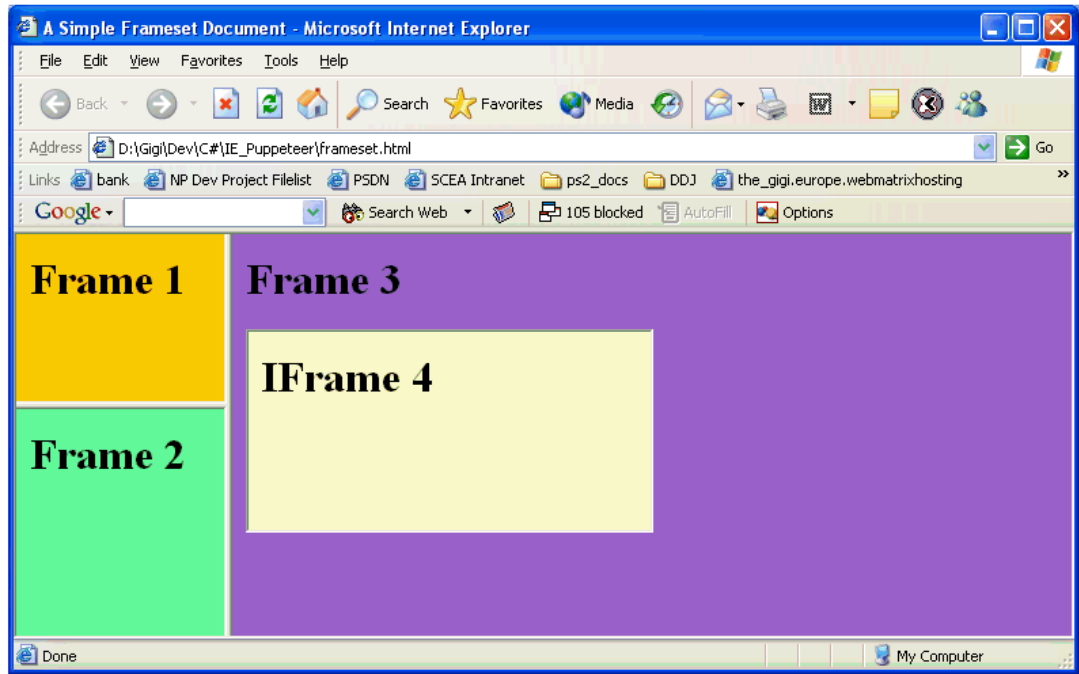 A Simple Frameset Document - Microsoft Internet Explorer
File Edit View Favorites Tools Help
Back Search Favorites Media
Address D:\Gigi\Dev\C#\IE_Puppeteer\frameset.html Go
Links bank NP Dev Project Filelist PSDN SCEA Intranet ps2_docs DDJ the_gigi.europe.webmatrixhosting »
Google Search Web 105 blocked AutoFill Options
Frame 1
Frame 3
IFrame 4
Frame 2
Done My Computer